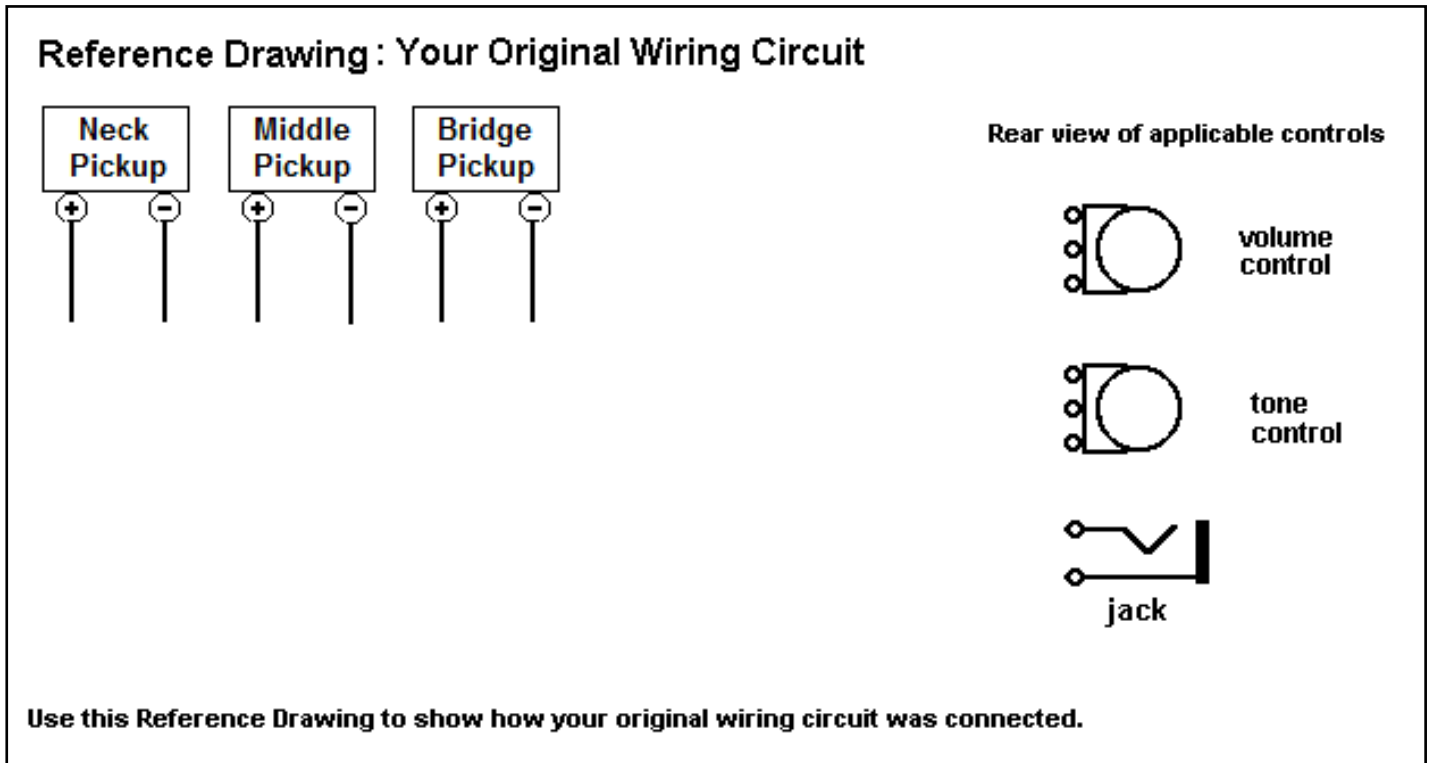 Reference Drawing : Your Original Wiring Circuit
Neck
Pickup
+ -
Middle
Pickup
+ -
Bridge
Pickup
+ -
Rear view of applicable controls
volume
control
tone
control
jack
Use this Reference Drawing to show how your original wiring circuit was connected.